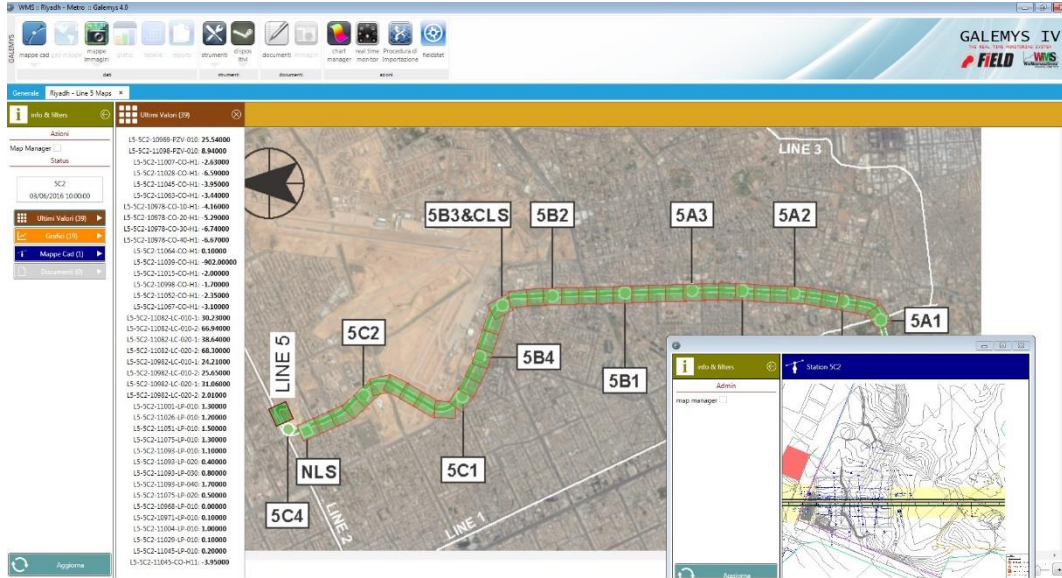 WMS :: Riyadh - Metro :: Galemys 4.0
GALEMYS
mappe cad
mappe immagini
strumenti
dispositivi
documenti
chart manager
real time monitor
Procedura di Importazione
fieldstat
dati
strumenti
documenti
azioni
GALEMYS IV
THE REAL TIME MONITORING SYSTEM
FIELD
WMS
Generale
Riyadh - Line 5 Maps
info & filters
Azioni
Map Manager
Status
5C2
03/06/2016 10:00:00
Ultimi Valori (39)
Grafici (39)
Mappe Cad (1)
Documenti (0)
Aggiorna
Ultimi Valori (39)
L5-5C2-10969-PZV-010: 25.54000
L5-5C2-11098-PZV-010: 8.94000
L5-5C2-11007-CO-H1: -2.63000
L5-5C2-11028-CO-H1: -6.59000
L5-5C2-11045-CO-H1: -3.95000
L5-5C2-11063-CO-H1: -3.44000
L5-5C2-10978-CO-10-H1: -4.16000
L5-5C2-10978-CO-20-H1: -5.29000
L5-5C2-10978-CO-30-H1: -6.74000
L5-5C2-10978-CO-40-H1: -6.67000
L5-5C2-11064-CO-H1: 0.10000
L5-5C2-11039-CO-H1: -902.00000
L5-5C2-11015-CO-H1: -2.00000
L5-5C2-10998-CO-H1: -1.70000
L5-5C2-11052-CO-H1: -2.35000
L5-5C2-11067-CO-H1: -3.10000
L5-5C2-11082-LC-010-1: 30.23000
L5-5C2-11082-LC-010-2: 66.94000
L5-5C2-11082-LC-020-1: 38.64000
L5-5C2-11082-LC-020-2: 68.30000
L5-5C2-10982-LC-010-1: 24.21000
L5-5C2-10982-LC-010-2: 25.65000
L5-5C2-10982-LC-020-1: 31.06000
L5-5C2-10982-LC-020-2: 2.01000
L5-5C2-11001-LP-010: 1.30000
L5-5C2-11026-LP-010: 1.20000
L5-5C2-11051-LP-010: 1.50000
L5-5C2-11075-LP-010: 1.30000
L5-5C2-11093-LP-010: 1.10000
L5-5C2-11093-LP-020: 0.40000
L5-5C2-11093-LP-030: 0.80000
L5-5C2-11093-LP-040: 1.70000
L5-5C2-11075-LP-020: 0.50000
L5-5C2-10968-LP-010: 0.00000
L5-5C2-10971-LP-010: 0.10000
L5-5C2-11004-LP-010: 1.00000
L5-5C2-11029-LP-010: 0.10000
L5-5C2-11045-LP-010: 0.20000
L5-5C2-11045-CO-H11: -3.95000
LINE 3
5B3&CLS
5B2
5A3
5A2
5A1
5C2
5B4
5B1
LINE 5
NLS
5C1
5C4
LINE 2
LINE 1
info & filters
Admin
map manager
Aggiorna
Station 5C2